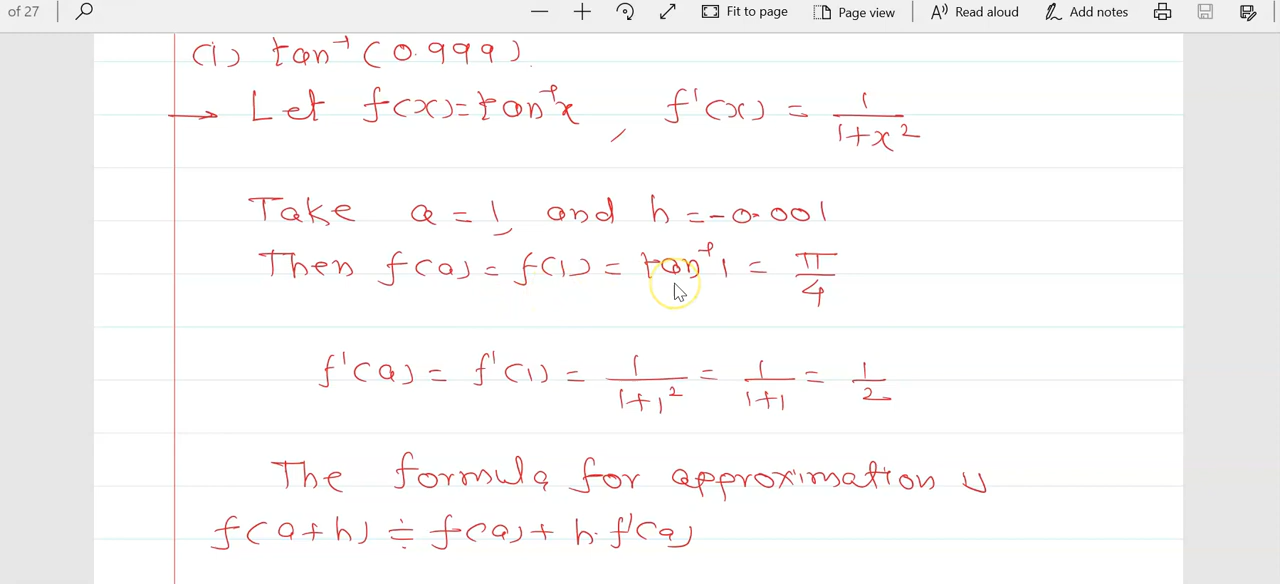 of 27 Fit to page Page view Read aloud Add notes
(i) tan⁻¹(0.999).
→ Let f(x)=tan⁻¹x, f'(x) = 1/(1+x²)
Take a = 1, and h = -0.001
Then f(a) = f(1) = tan⁻¹1 = π/4
f'(a) = f'(1) = 1/(1+1²) = 1/(1+1) = 1/2
The formula for approximation is
f(a+h) ≑ f(a) + h·f'(a)